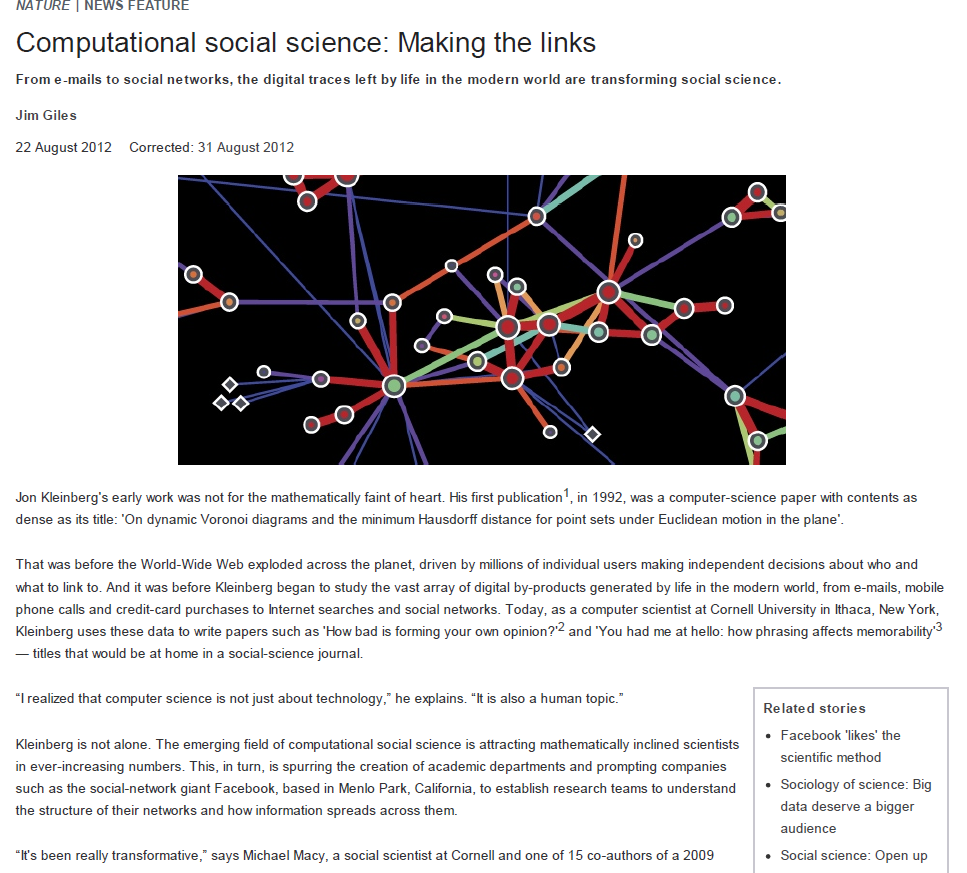 NATURE | NEWS FEATURE
Computational social science: Making the links
From e-mails to social networks, the digital traces left by life in the modern world are transforming social science.
Jim Giles
22 August 2012 Corrected: 31 August 2012
Jon Kleinberg's early work was not for the mathematically faint of heart. His first publication1, in 1992, was a computer-science paper with contents as
dense as its title: 'On dynamic Voronoi diagrams and the minimum Hausdorff distance for point sets under Euclidean motion in the plane'.
That was before the World-Wide Web exploded across the planet, driven by millions of individual users making independent decisions about who and
what to link to. And it was before Kleinberg began to study the vast array of digital by-products generated by life in the modern world, from e-mails, mobile
phone calls and credit-card purchases to Internet searches and social networks. Today, as a computer scientist at Cornell University in Ithaca, New York,
Kleinberg uses these data to write papers such as 'How bad is forming your own opinion?'2 and 'You had me at hello: how phrasing affects memorability'3
— titles that would be at home in a social-science journal.
“I realized that computer science is not just about technology,” he explains. “It is also a human topic.”
Kleinberg is not alone. The emerging field of computational social science is attracting mathematically inclined scientists
in ever-increasing numbers. This, in turn, is spurring the creation of academic departments and prompting companies
such as the social-network giant Facebook, based in Menlo Park, California, to establish research teams to understand
the structure of their networks and how information spreads across them.
“It's been really transformative,” says Michael Macy, a social scientist at Cornell and one of 15 co-authors of a 2009
Related stories
• Facebook 'likes' the
scientific method
• Sociology of science: Big
data deserve a bigger
audience
• Social science: Open up